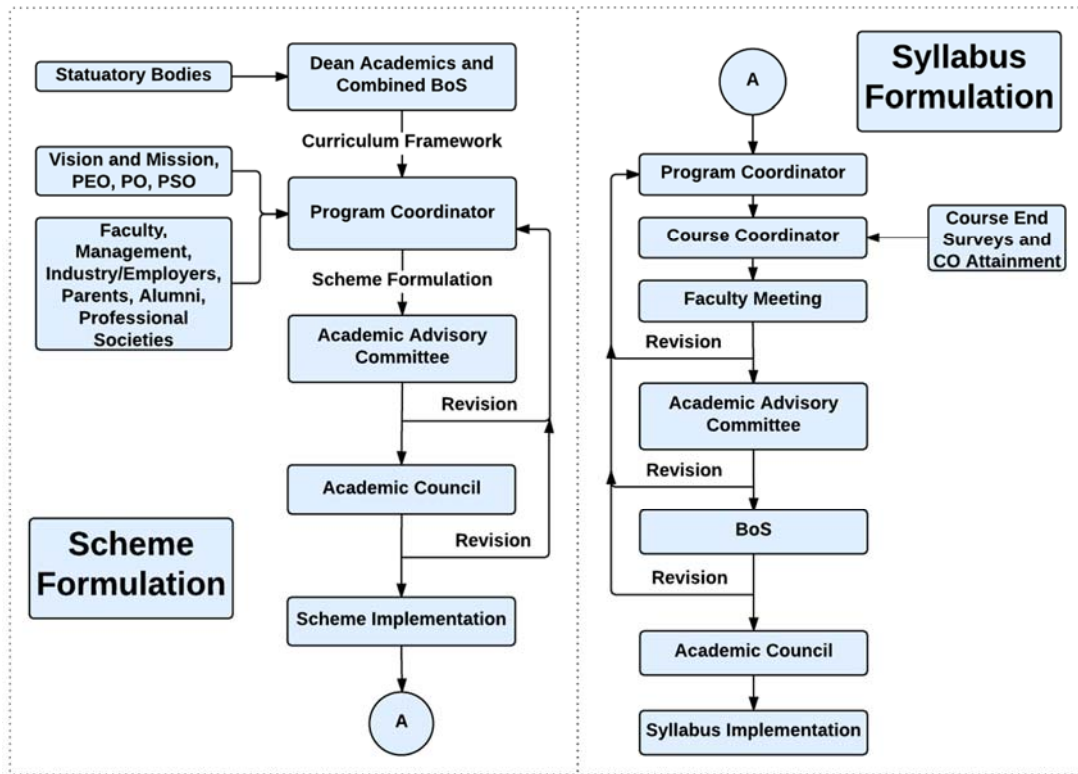 Statuatory Bodies
Dean Academics and
Combined BoS
Curriculum Framework
Vision and Mission,
PEO, PO, PSO
Program Coordinator
Faculty,
Management,
Industry/Employers,
Parents, Alumni,
Professional
Societies
Scheme Formulation
Academic Advisory
Committee
Revision
Academic Council
Revision
Scheme
Formulation
Scheme Implementation
A
A
Syllabus
Formulation
Program Coordinator
Course Coordinator
Course End
Surveys and
CO Attainment
Faculty Meeting
Revision
Academic Advisory
Committee
Revision
BoS
Revision
Academic Council
Syllabus Implementation